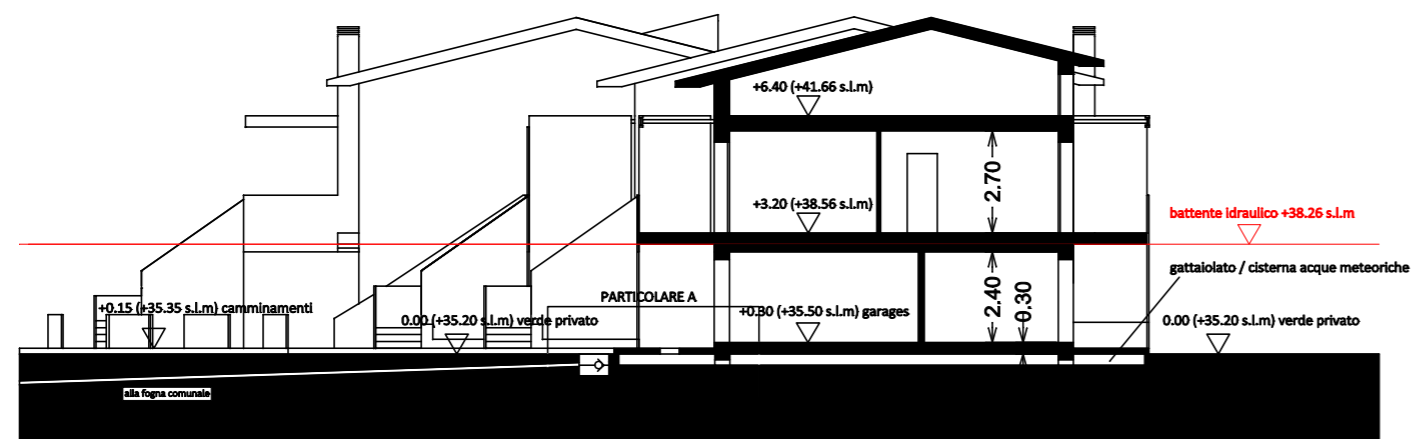 +6.40 (+41.66 s.l.m)
2.70
+3.20 (+38.56 s.l.m)
battente idraulico +38.26 s.l.m
gattaiolato / cisterna acque meteoriche
PARTICOLARE A
+0.15 (+35.35 s.l.m) camminamenti
0.00 (+35.20 s.l.m) verde privato
+0.30 (+35.50 s.l.m) garages
2.40
0.30
0.00 (+35.20 s.l.m) verde privato
alla fogna comunale